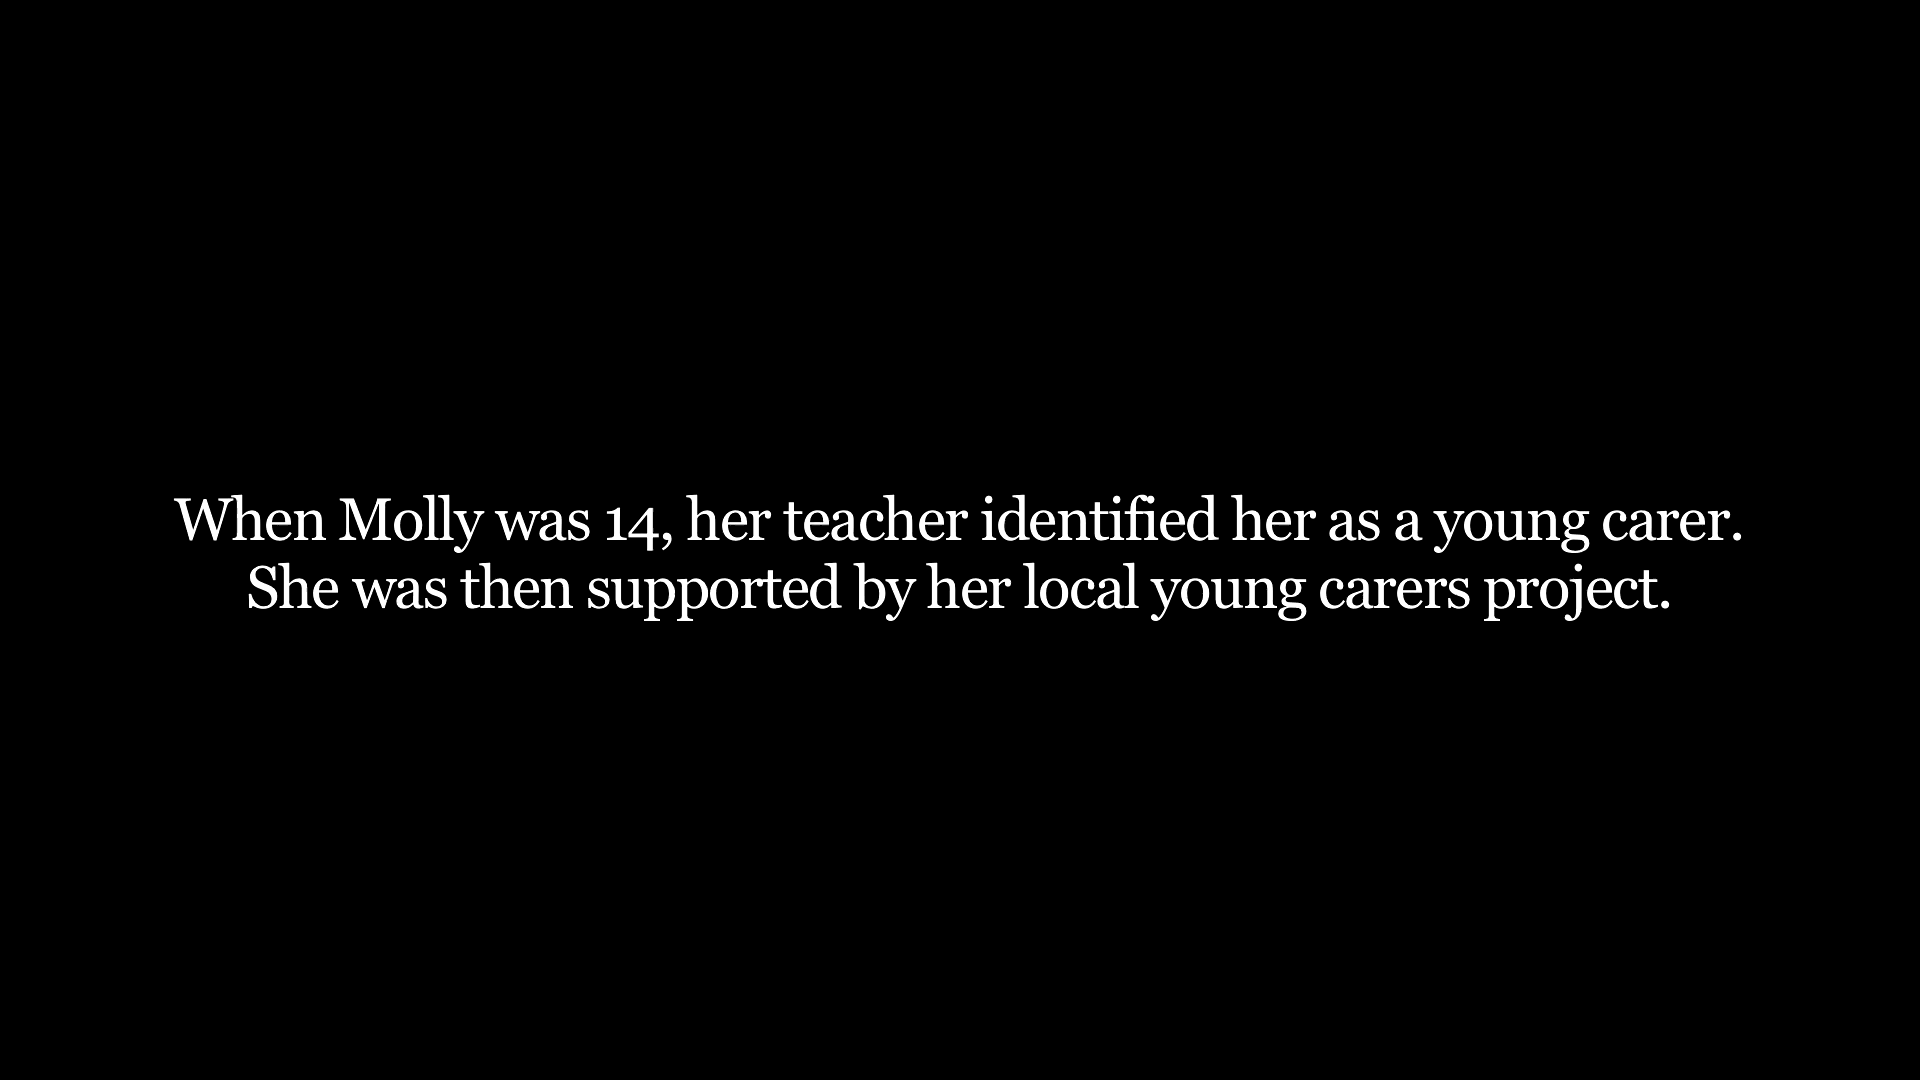 When Molly was 14, her teacher identified her as a young carer.
She was then supported by her local young carers project.